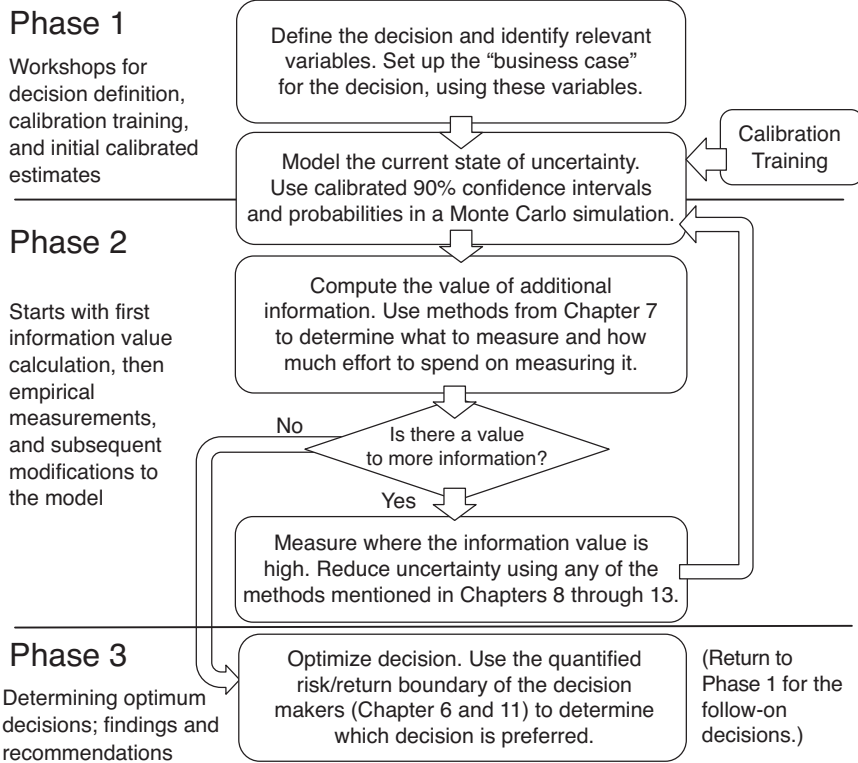 Phase 1
Workshops for
decision definition,
calibration training,
and initial calibrated
estimates
Define the decision and identify relevant
variables. Set up the “business case”
for the decision, using these variables.
Calibration
Training
Model the current state of uncertainty.
Use calibrated 90% confidence intervals
and probabilities in a Monte Carlo simulation.
Phase 2
Starts with first
information value
calculation, then
empirical
measurements,
and subsequent
modifications to
the model
Compute the value of additional
information. Use methods from Chapter 7
to determine what to measure and how
much effort to spend on measuring it.
No
Is there a value
to more information?
Yes
Measure where the information value is
high. Reduce uncertainty using any of the
methods mentioned in Chapters 8 through 13.
Phase 3
Determining optimum
decisions; findings and
recommendations
Optimize decision. Use the quantified
risk/return boundary of the decision
makers (Chapter 6 and 11) to determine
which decision is preferred.
(Return to
Phase 1 for the
follow-on
decisions.)